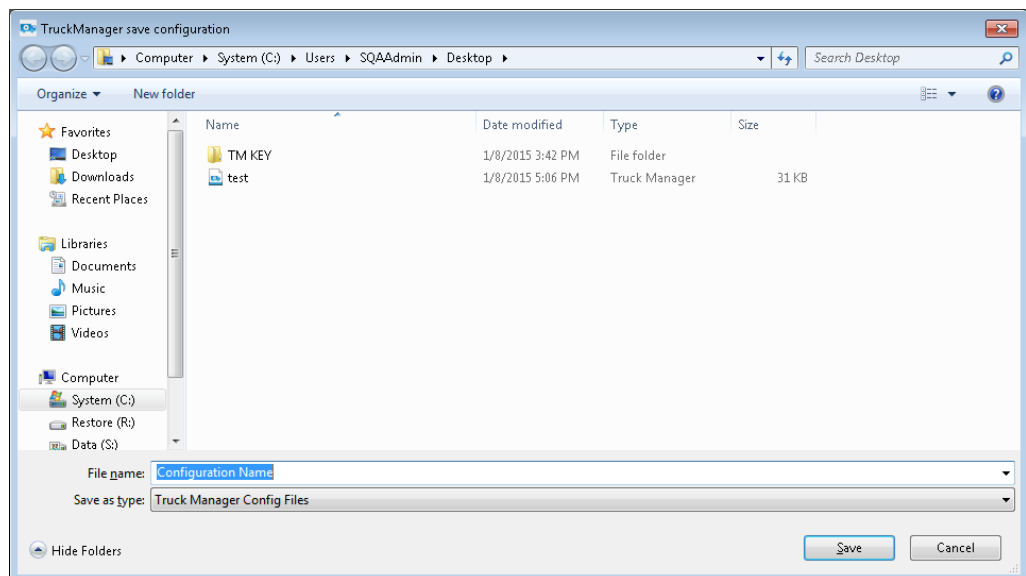 TruckManager save configuration
Computer ▸ System (C:) ▸ Users ▸ SQAAdmin ▸ Desktop ▸
Search Desktop
Organize New folder
Favorites
Desktop
Downloads
Recent Places
Libraries
Documents
Music
Pictures
Videos
Computer
System (C:)
Restore (R:)
Data (S:)
Name Date modified Type Size
TM KEY 1/8/2015 3:42 PM File folder
test 1/8/2015 5:06 PM Truck Manager 31 KB
File name: Configuration Name
Save as type: Truck Manager Config Files
Hide Folders Save Cancel